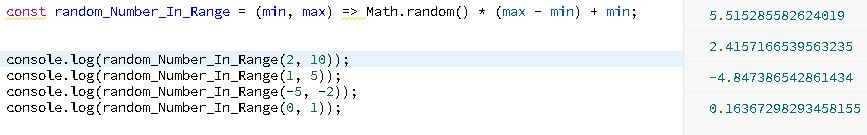 const random_Number_In_Range = (min, max) => Math.random() * (max - min) + min;
console.log(random_Number_In_Range(2, 10));
console.log(random_Number_In_Range(1, 5));
console.log(random_Number_In_Range(-5, -2));
console.log(random_Number_In_Range(0, 1));
5.515285582624019
2.4157166539563235
-4.847386542861434
0.16367298293458155